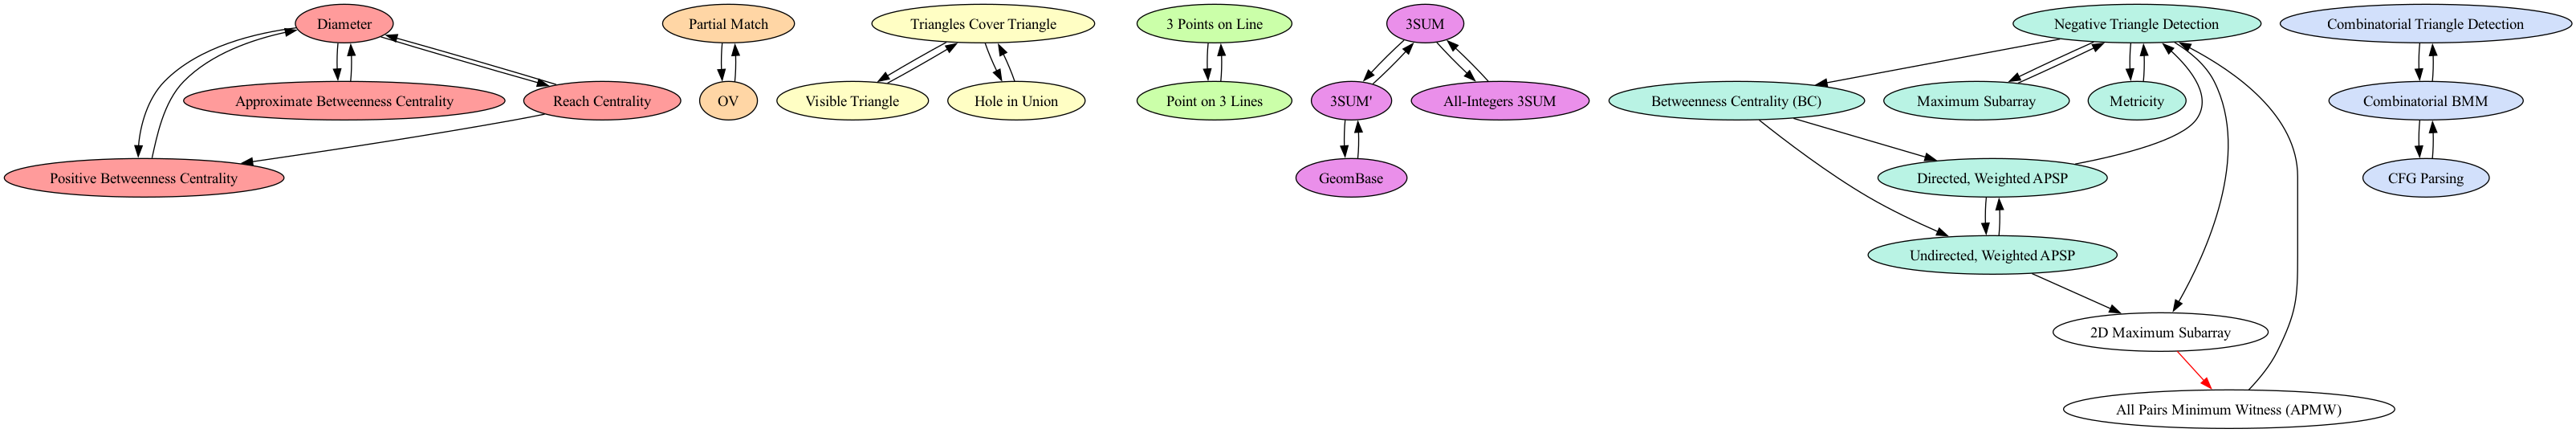 Diameter
Partial Match
Triangles Cover Triangle
3 Points on Line
3SUM
Negative Triangle Detection
Combinatorial Triangle Detection
Approximate Betweenness Centrality
Reach Centrality
OV
Visible Triangle
Hole in Union
Point on 3 Lines
3SUM'
All-Integers 3SUM
Betweenness Centrality (BC)
Maximum Subarray
Metricity
Combinatorial BMM
Positive Betweenness Centrality
GeomBase
Directed, Weighted APSP
CFG Parsing
Undirected, Weighted APSP
2D Maximum Subarray
All Pairs Minimum Witness (APMW)